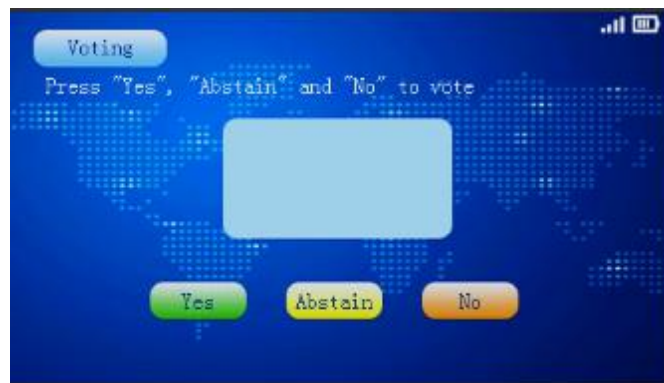 Voting
Press "Yes", "Abstain" and "No" to vote
Yes
Abstain
No